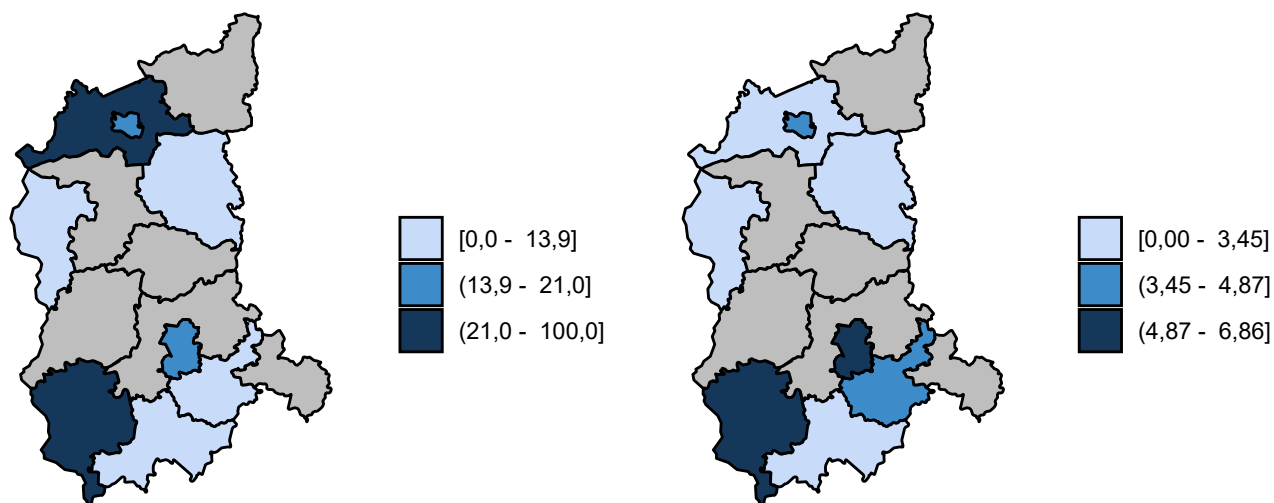 [0,0 - 13,9]
(13,9 - 21,0]
(21,0 - 100,0]
[0,00 - 3,45]
(3,45 - 4,87]
(4,87 - 6,86]